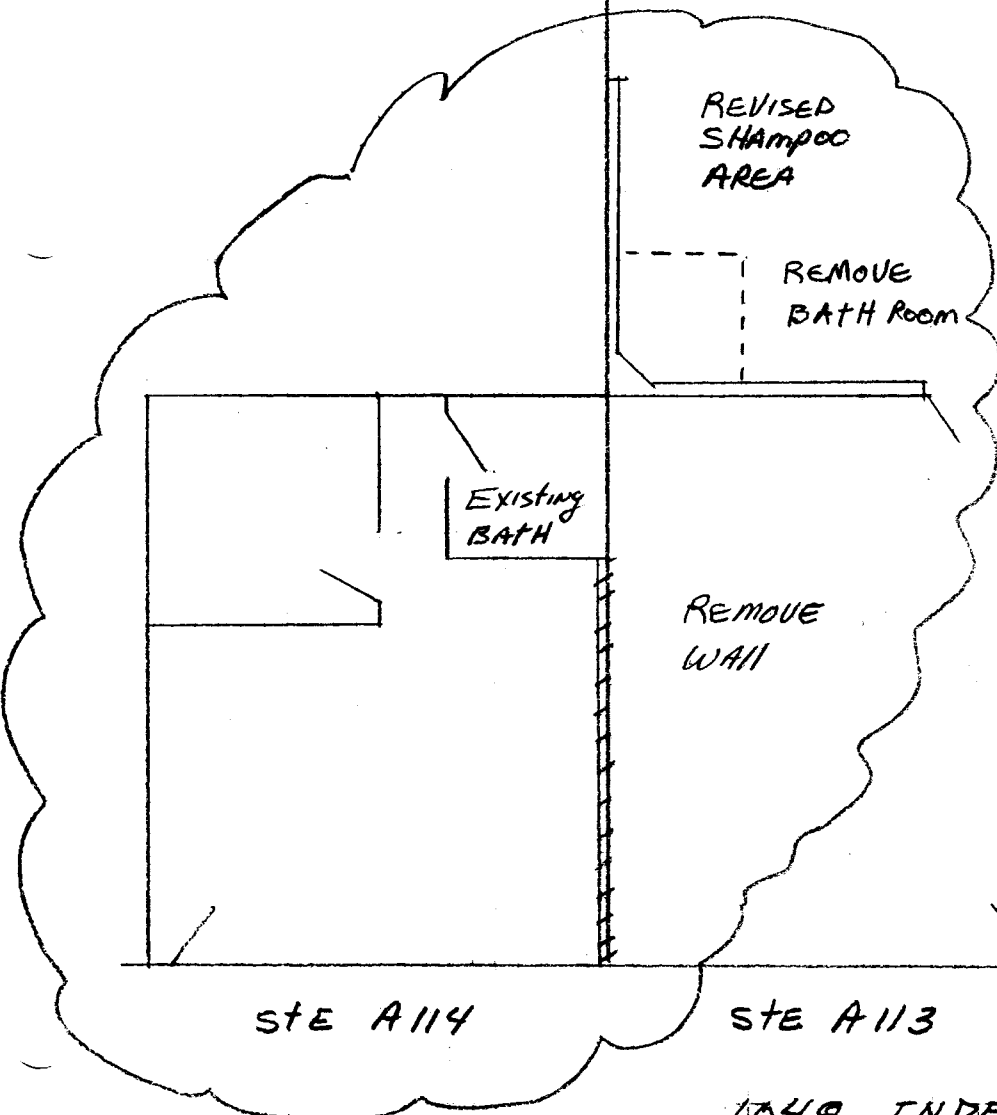 REVISED
SHAMPOO
AREA
REMOVE
BATH ROOM
EXISTING
BATH
REMOVE
WALL
STE A114
STE A113